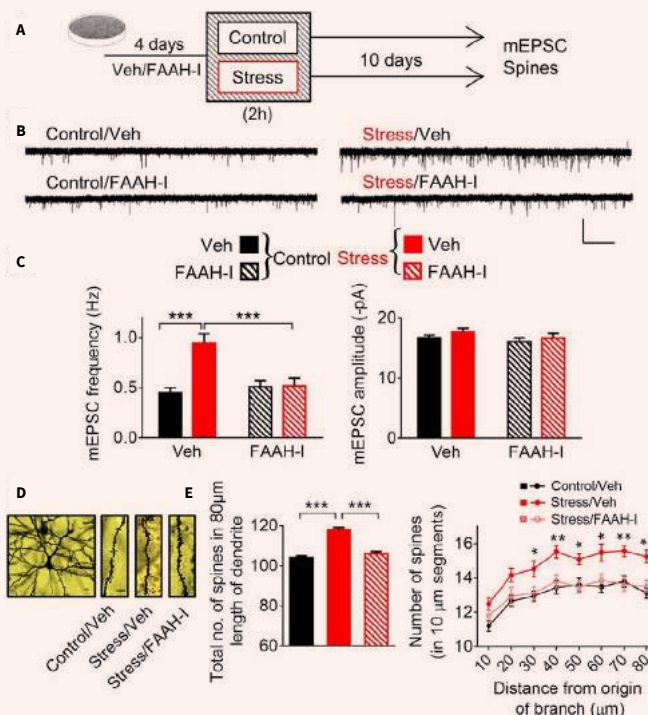 A
4 days
Veh/FAAH-I
Control
Stress
(2h)
10 days
mEPSC
Spines
B
Control/Veh
Stress/Veh
Control/FAAH-I
Stress/FAAH-I
C
Veh
FAAH-I
Control
Stress
Veh
FAAH-I
mEPSC frequency (Hz)
1.0
0.5
0.0
***
***
Veh
FAAH-I
mEPSC amplitude (-pA)
20
10
0
Veh
FAAH-I
D
Control/Veh
Stress/Veh
Stress/FAAH-I
E
Total no. of spines in 80µm
length of dendrite
120
100
80
60
***
***
Control/Veh
Stress/Veh
Stress/FAAH-I
Number of spines
(in 10 µm segments)
16
14
12
10
* ** * * ** *
10 20 30 40 50 60 70 80
Distance from origin
of branch (µm)